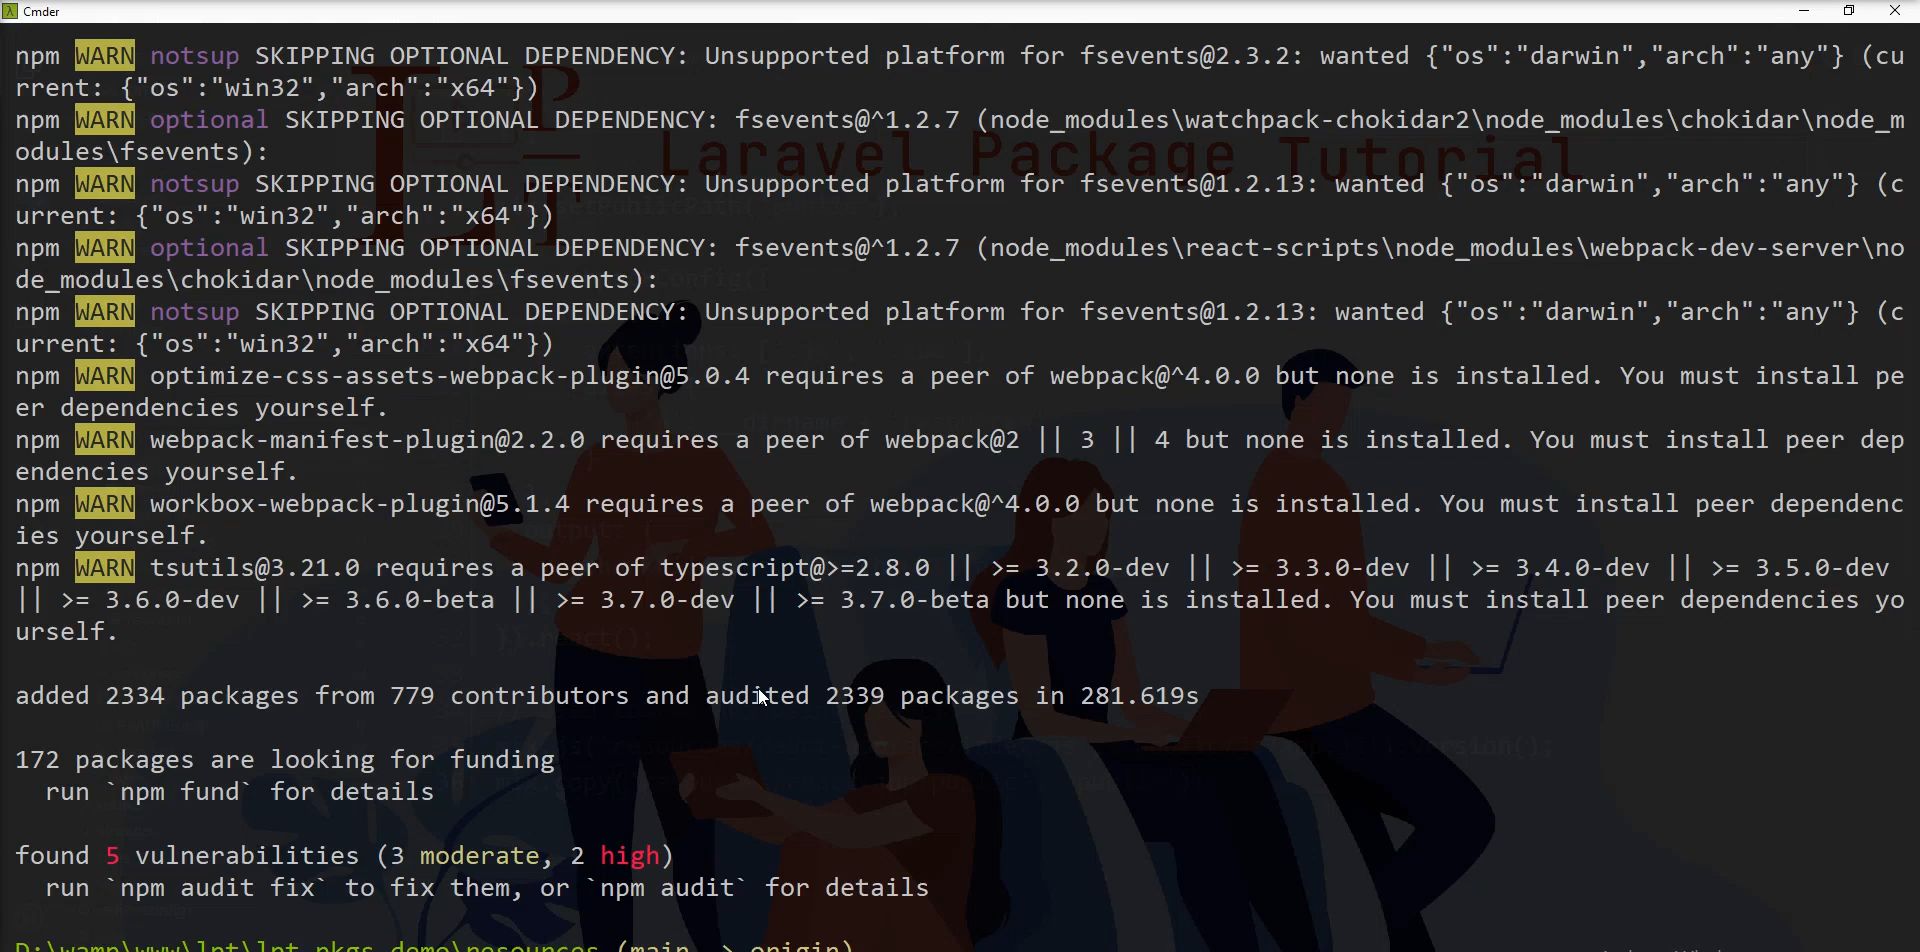 Cmder
npm WARN notsup SKIPPING OPTIONAL DEPENDENCY: Unsupported platform for fsevents@2.3.2: wanted {"os":"darwin","arch":"any"} (cu
rrent: {"os":"win32","arch":"x64"})
npm WARN optional SKIPPING OPTIONAL DEPENDENCY: fsevents@^1.2.7 (node_modules\watchpack-chokidar2\node_modules\chokidar\node_m
odules\fsevents):
Laravel Package Tutorial
npm WARN notsup SKIPPING OPTIONAL DEPENDENCY: Unsupported platform for fsevents@1.2.13: wanted {"os":"darwin","arch":"any"} (c
urrent: {"os":"win32","arch":"x64"})
npm WARN optional SKIPPING OPTIONAL DEPENDENCY: fsevents@^1.2.7 (node_modules\react-scripts\node_modules\webpack-dev-server\no
de_modules\chokidar\node_modules\fsevents):
npm WARN notsup SKIPPING OPTIONAL DEPENDENCY: Unsupported platform for fsevents@1.2.13: wanted {"os":"darwin","arch":"any"} (c
urrent: {"os":"win32","arch":"x64"})
npm WARN optimize-css-assets-webpack-plugin@5.0.4 requires a peer of webpack@^4.0.0 but none is installed. You must install pe
er dependencies yourself.
npm WARN webpack-manifest-plugin@2.2.0 requires a peer of webpack@2 || 3 || 4 but none is installed. You must install peer dep
endencies yourself.
npm WARN workbox-webpack-plugin@5.1.4 requires a peer of webpack@^4.0.0 but none is installed. You must install peer dependenc
ies yourself.
npm WARN tsutils@3.21.0 requires a peer of typescript@>=2.8.0 || >= 3.2.0-dev || >= 3.3.0-dev || >= 3.4.0-dev || >= 3.5.0-dev
|| >= 3.6.0-dev || >= 3.6.0-beta || >= 3.7.0-dev || >= 3.7.0-beta but none is installed. You must install peer dependencies yo
urself.
added 2334 packages from 779 contributors and audited 2339 packages in 281.619s
172 packages are looking for funding
run `npm fund` for details
found 5 vulnerabilities (3 moderate, 2 high)
run `npm audit fix` to fix them, or `npm audit` for details
D:\wamp\www\lpt\lpt_pkgs_demo\resources (main -> origin)